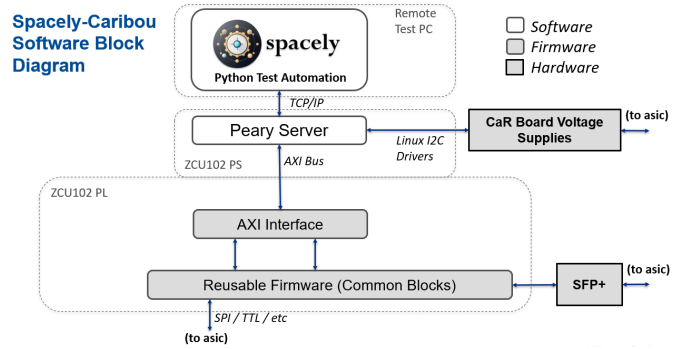 Spacely-Caribou
Software Block
Diagram
Remote
Test PC
spacely
Python Test Automation
Software
Firmware
Hardware
TCP/IP
Peary Server
Linux I2C
Drivers
CaR Board Voltage
Supplies
(to asic)
ZCU102 PS
AXI Bus
ZCU102 PL
AXI Interface
Reusable Firmware (Common Blocks)
SFP+
(to asic)
SPI / TTL / etc
(to asic)